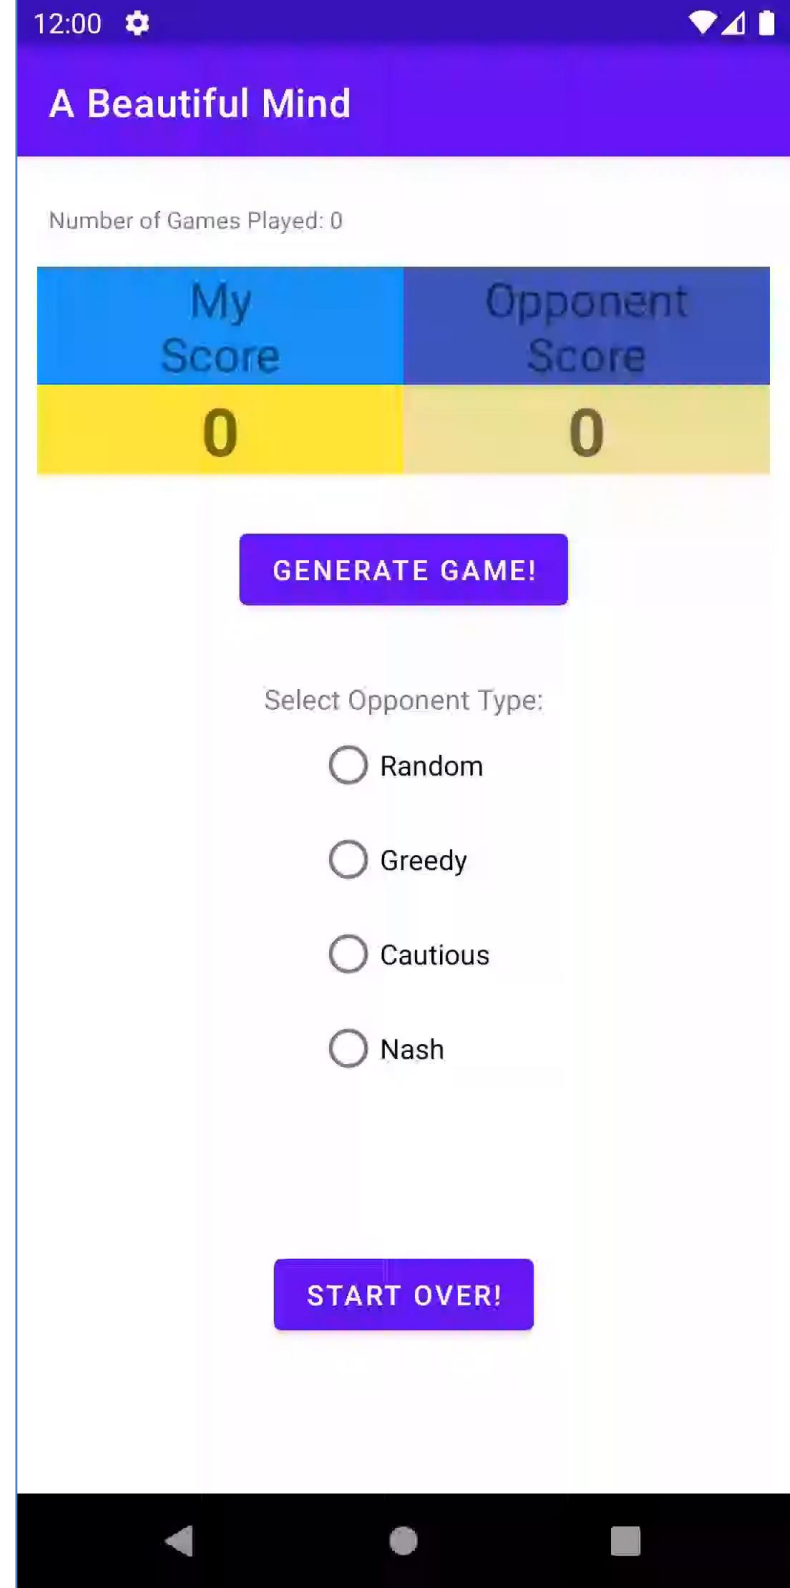 12:00
A Beautiful Mind
Number of Games Played: 0
My Opponent
Score Score
0 0
GENERATE GAME!
Select Opponent Type:
Random
Greedy
Cautious
Nash
START OVER!